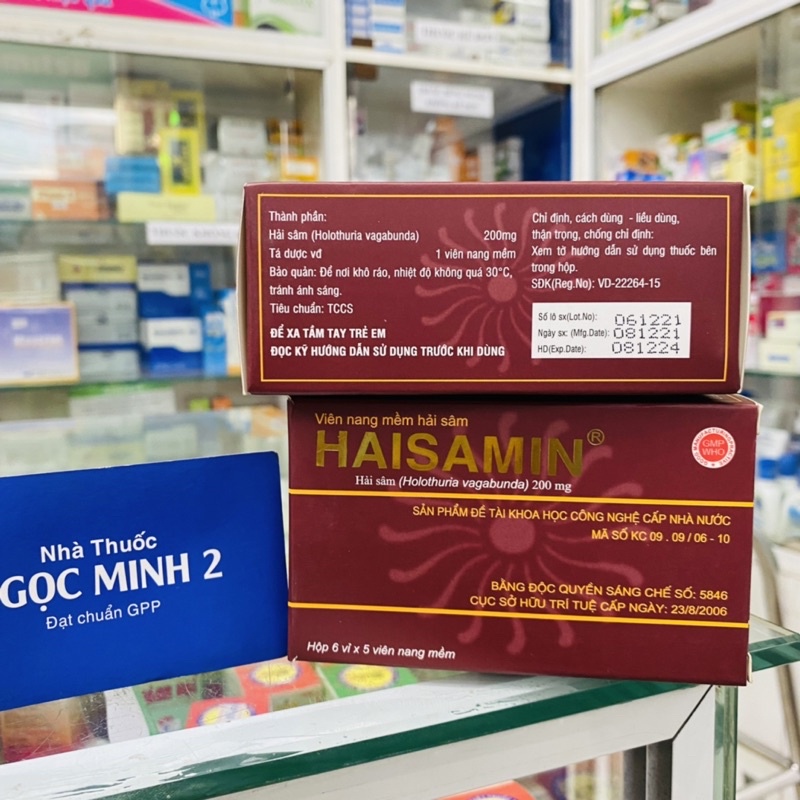 Thành phần:
Hải sâm (Holothuria vagabunda) 200mg
Tá dược vđ 1 viên nang mềm
Bảo quản: Để nơi khô ráo, nhiệt độ không quá 30°C,
tránh ánh sáng.
Tiêu chuẩn: TCCS
ĐỂ XA TẦM TAY TRẺ EM
ĐỌC KỸ HƯỚNG DẪN SỬ DỤNG TRƯỚC KHI DÙNG
Chỉ định, cách dùng - liều dùng,
thận trọng, chống chỉ định:
Xem tờ hướng dẫn sử dụng thuốc bên
trong hộp.
SĐK(Reg.No): VD-22264-15
Số lô sx(Lot.No): 061221
Ngày sx: (Mfg.Date): 081221
HD(Exp.Date): 081224
Viên nang mềm hải sâm
HAISAMIN®
Hải sâm (Holothuria vagabunda) 200 mg
GMP
WHO
SẢN PHẨM ĐỀ TÀI KHOA HỌC CÔNG NGHỆ CẤP NHÀ NƯỚC
MÃ SỐ KC 09 . 09 / 06 - 10
BẰNG ĐỘC QUYỀN SÁNG CHẾ SỐ: 5846
CỤC SỞ HỮU TRÍ TUỆ CẤP NGÀY: 23/8/2006
Hộp 6 vỉ x 5 viên nang mềm
Nhà Thuốc
GỌC MINH 2
Đạt chuẩn GPP